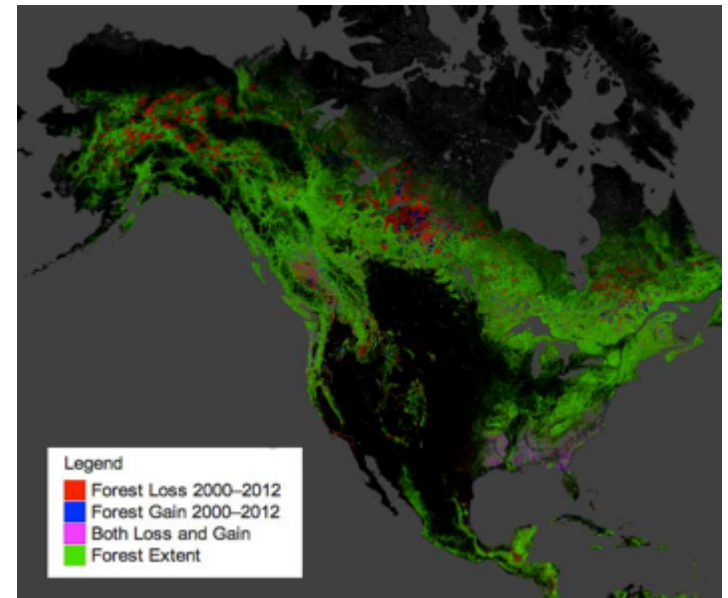 Legend
Forest Loss 2000–2012
Forest Gain 2000–2012
Both Loss and Gain
Forest Extent